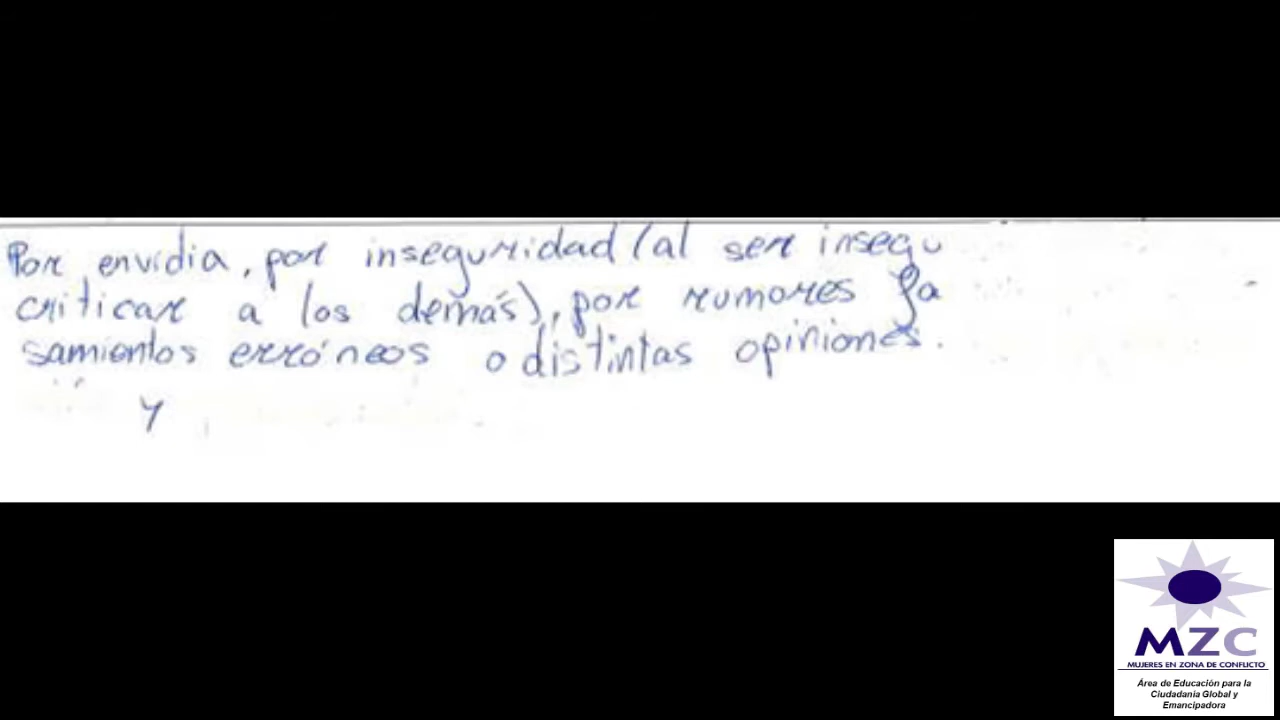 Por envidia, por inseguridad (al ser insegu
criticar a los demás), por rumores fa
samientos erróneos o distintas opiniones.
y
MZC
MUJERES EN ZONA DE CONFLICTO
Área de Educación para la
Ciudadanía Global y
Emancipadora